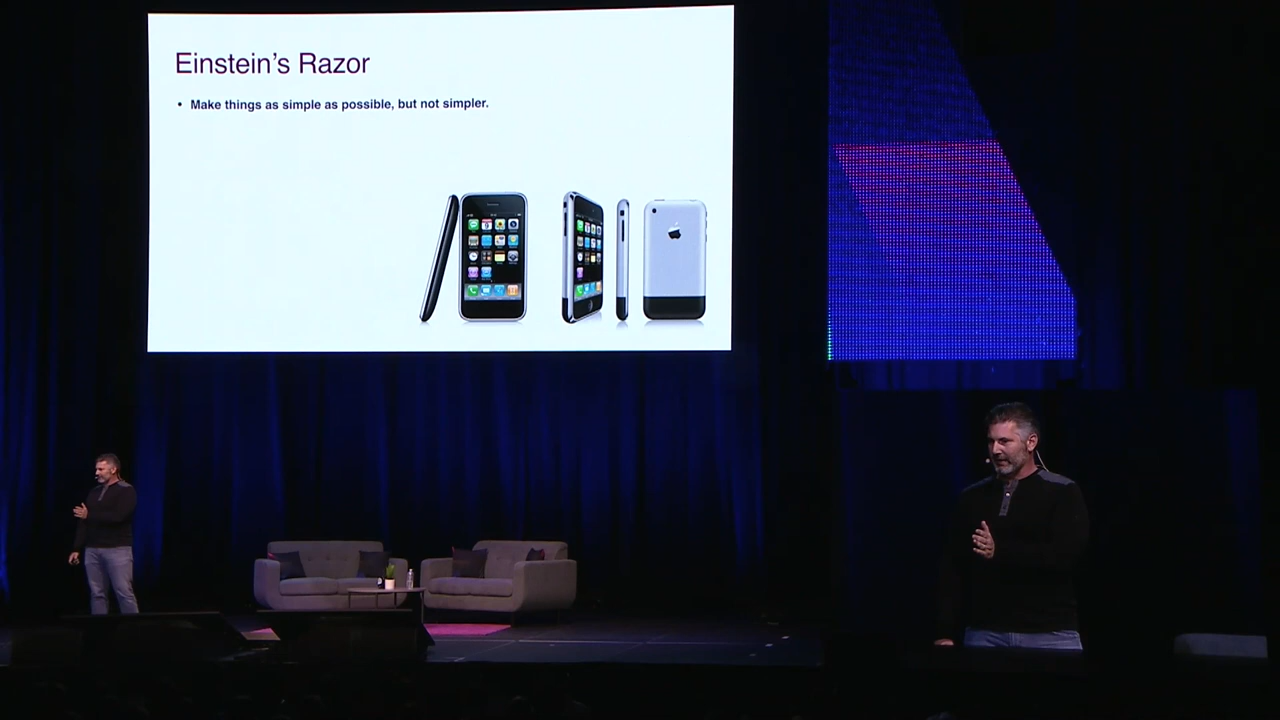 Einstein’s Razor
• Make things as simple as possible, but not simpler.